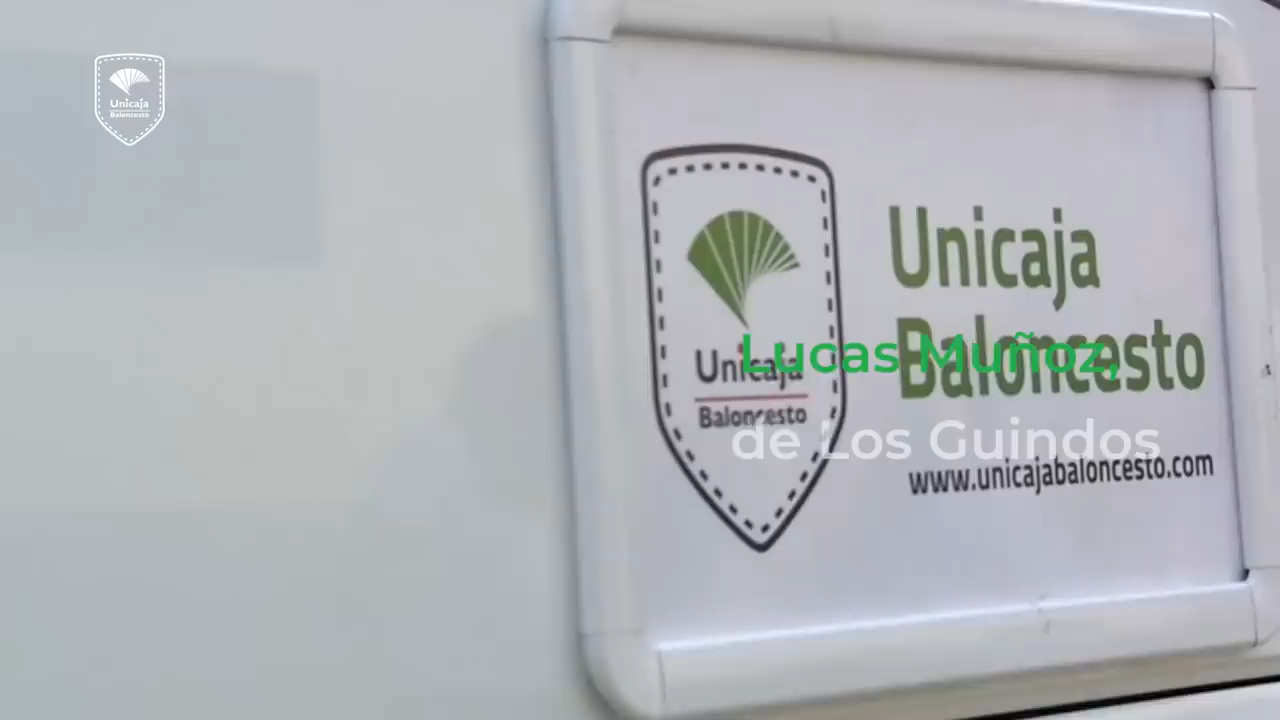 Unicaja
Baloncesto
Unicaja
Baloncesto
Unicaja
Baloncesto
www.unicajabaloncesto.com
Lucas Muñoz,
de Los Guindos